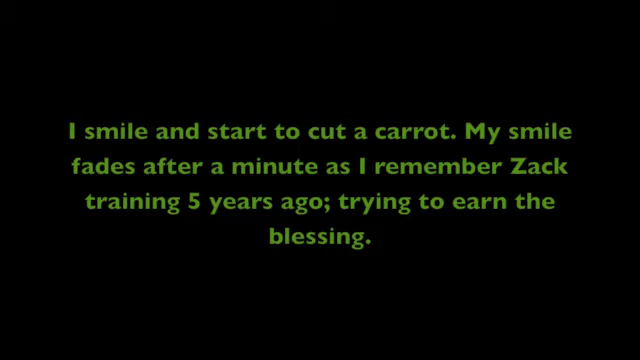 I smile and start to cut a carrot. My smile
fades after a minute as I remember Zack
training 5 years ago; trying to earn the
blessing.